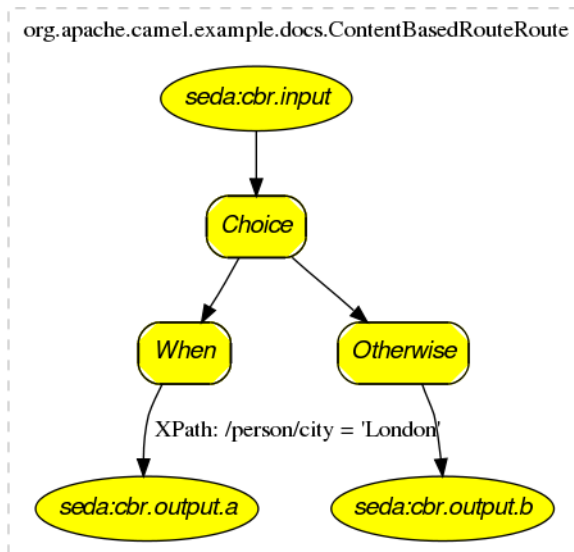 org.apache.camel.example.docs.ContentBasedRouteRoute
seda:cbr.input
Choice
When
Otherwise
XPath: /person/city = 'London'
seda:cbr.output.a
seda:cbr.output.b